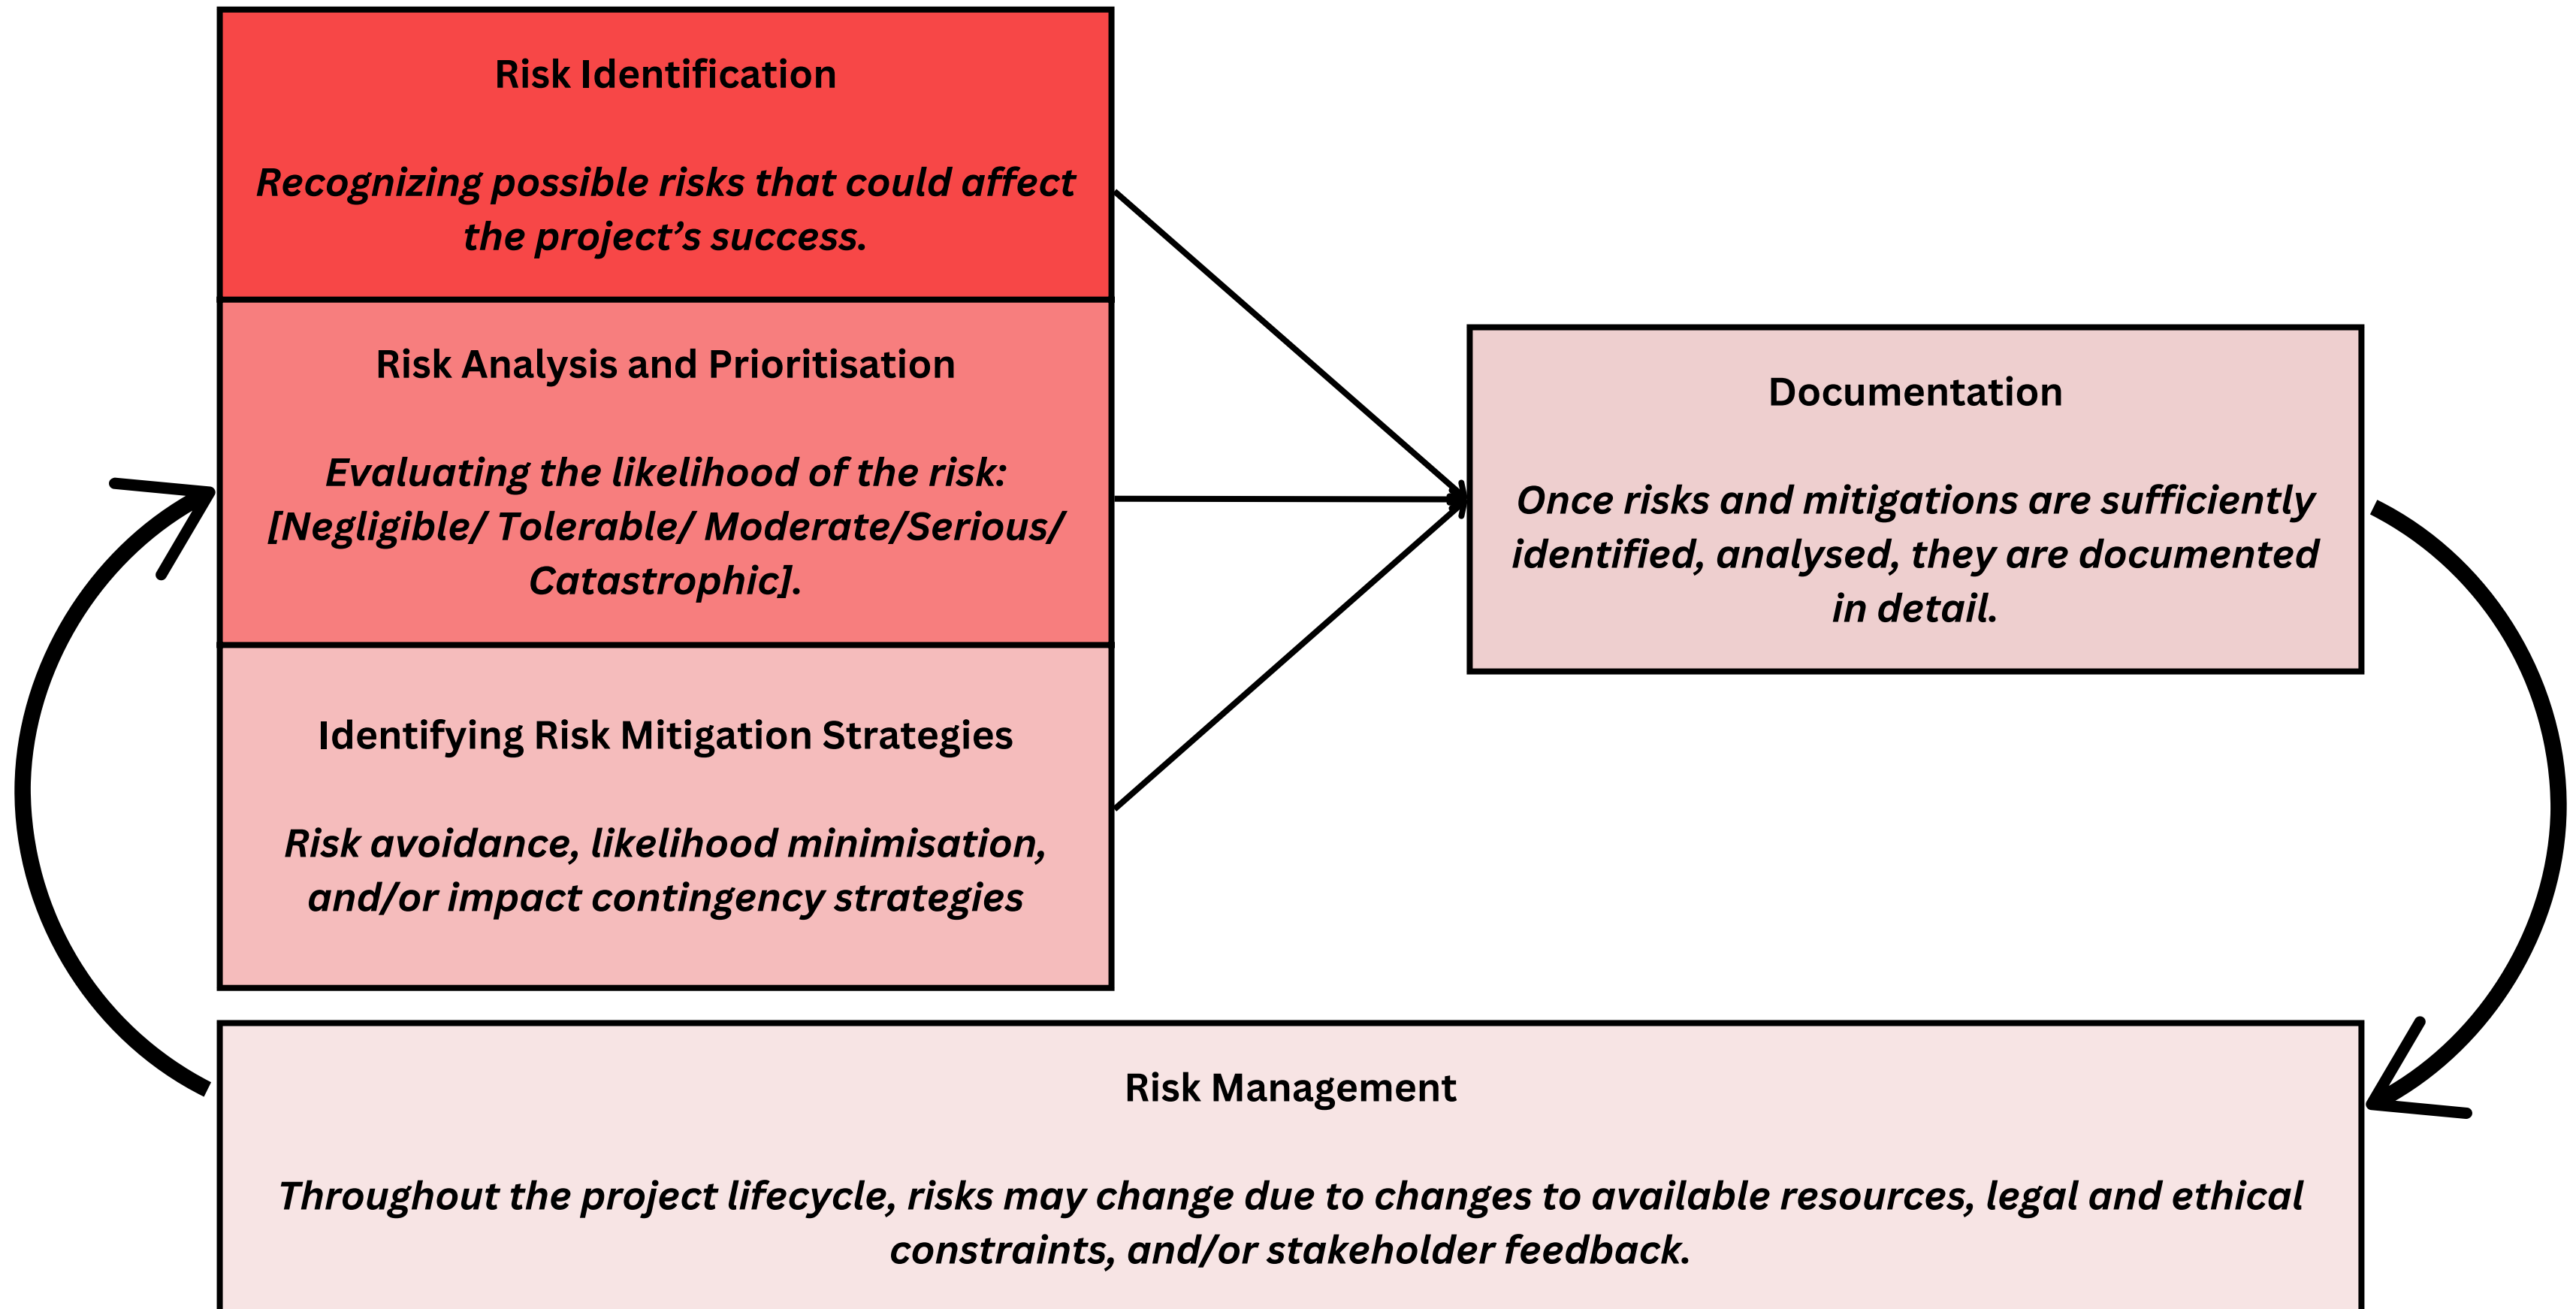 Risk Identification
Recognizing possible risks that could affect
the project’s success.
Risk Analysis and Prioritisation
Evaluating the likelihood of the risk:
[Negligible/ Tolerable/ Moderate/Serious/
Catastrophic].
Identifying Risk Mitigation Strategies
Risk avoidance, likelihood minimisation,
and/or impact contingency strategies
Documentation
Once risks and mitigations are sufficiently
identified, analysed, they are documented
in detail.
Risk Management
Throughout the project lifecycle, risks may change due to changes to available resources, legal and ethical
constraints, and/or stakeholder feedback.